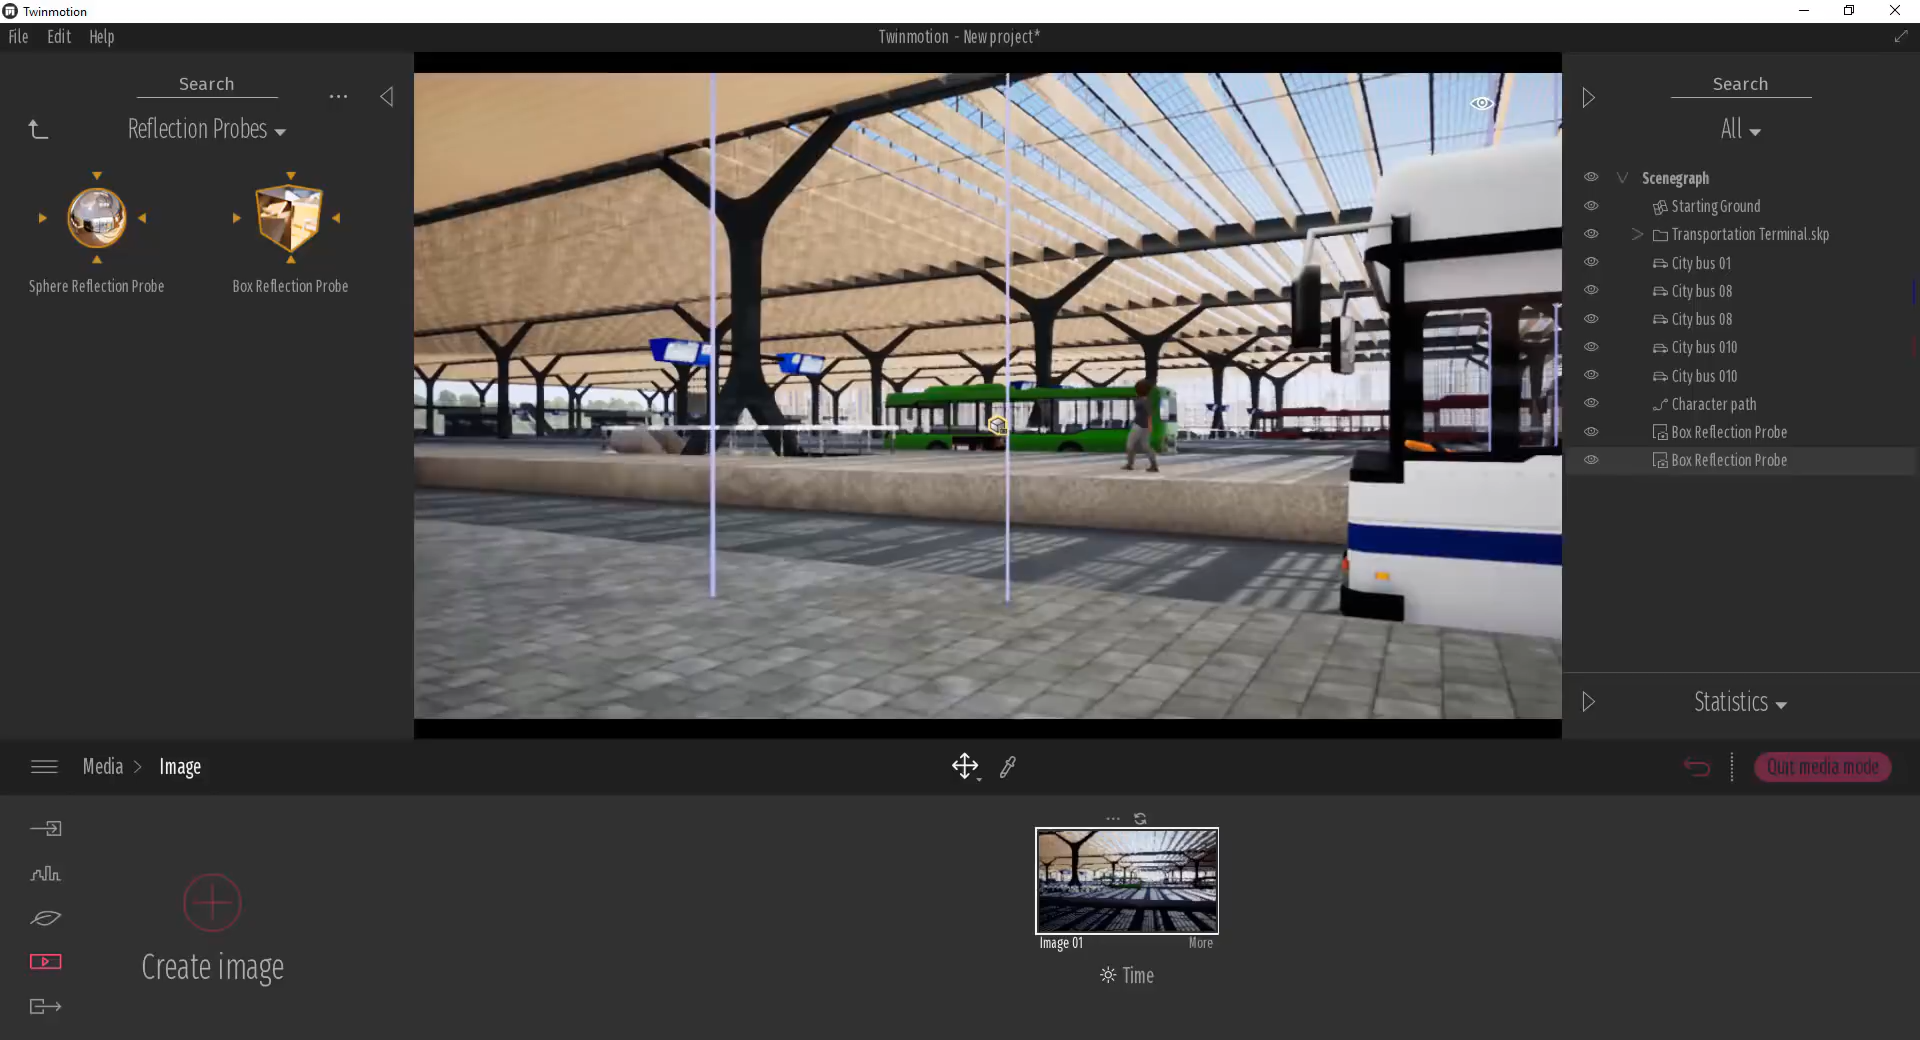 Twinmotion
File Edit Help
Twinmotion - New project*
Search
...
Reflection Probes
Sphere Reflection Probe
Box Reflection Probe
Search
All
Scenegraph
Starting Ground
Transportation Terminal.skp
City bus 01
City bus 08
City bus 08
City bus 010
City bus 010
Character path
Box Reflection Probe
Box Reflection Probe
Statistics
Media > Image
Quit media mode
Create image
...
Image 01 More
Time